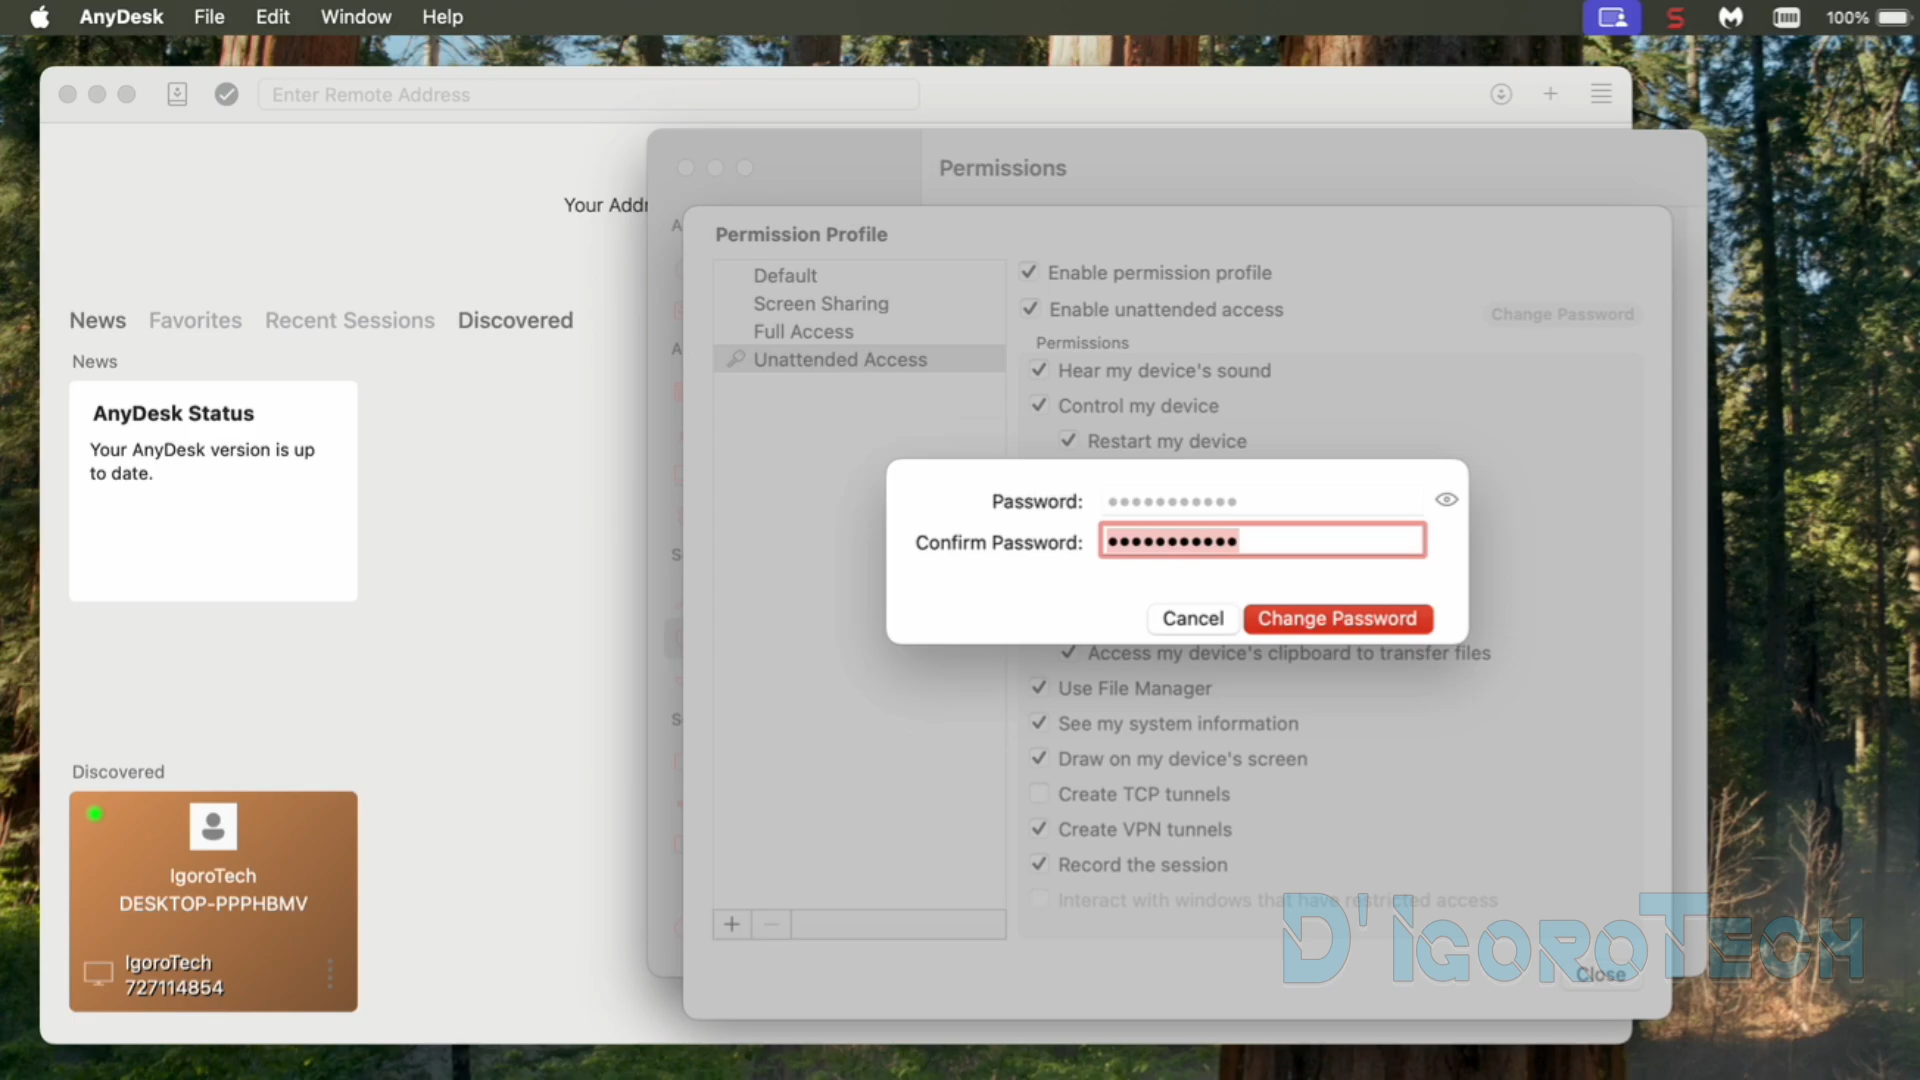 AnyDesk File Edit Window Help
100%
Enter Remote Address
Permissions
Your Addr
Permission Profile
Default
Screen Sharing
Full Access
Unattended Access
Enable permission profile
Enable unattended access
Change Password
Permissions
Hear my device's sound
Control my device
Restart my device
News Favorites Recent Sessions Discovered
News
AnyDesk Status
Your AnyDesk version is up
to date.
Password:
Confirm Password:
Cancel Change Password
Access my device's clipboard to transfer files
Use File Manager
See my system information
Draw on my device's screen
Create TCP tunnels
Create VPN tunnels
Record the session
Interact with windows that have restricted access
Close
Discovered
IgoroTech
DESKTOP-PPPHBMV
IgoroTech
727114854
D'IgoroTech